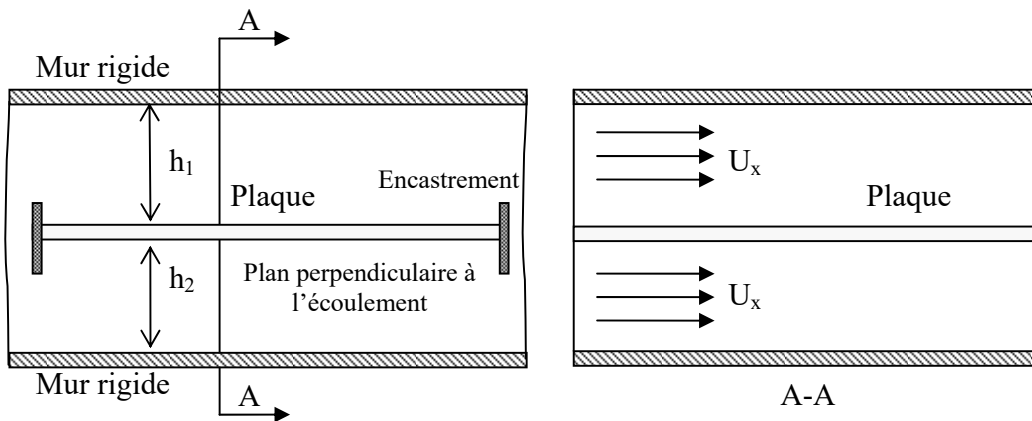 A
Mur rigide
h₁
Encastrement
Plaque
h₂
Plan perpendiculaire à
l’écoulement
Mur rigide
A
Uₓ
Plaque
Uₓ
A-A